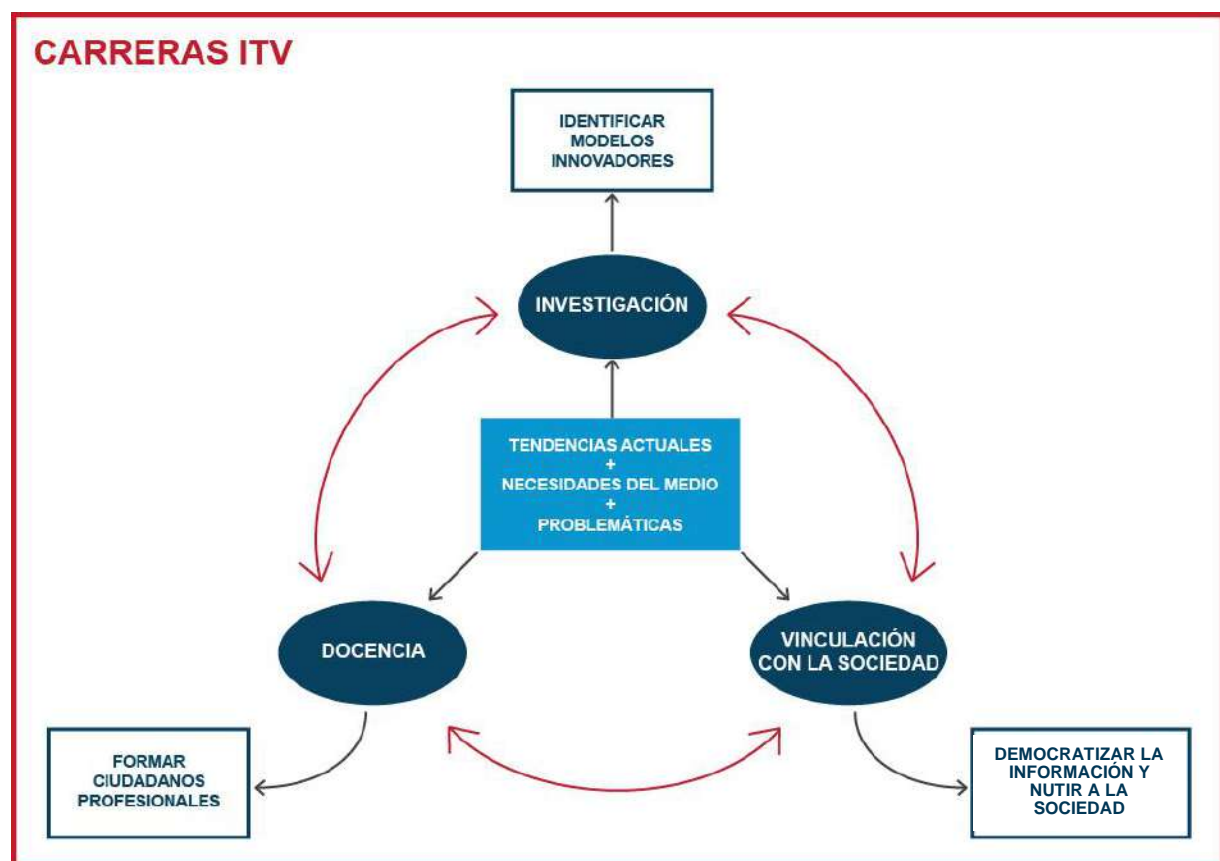 CARRERAS ITV
IDENTIFICAR
MODELOS
INNOVADORES
INVESTIGACIÓN
TENDENCIAS ACTUALES
+
NECESIDADES DEL MEDIO
+
PROBLEMÁTICAS
DOCENCIA
VINCULACIÓN
CON LA SOCIEDAD
FORMAR
CIUDADANOS
PROFESIONALES
DEMOCRATIZAR LA
INFORMACIÓN Y
NUTIR A LA
SOCIEDAD